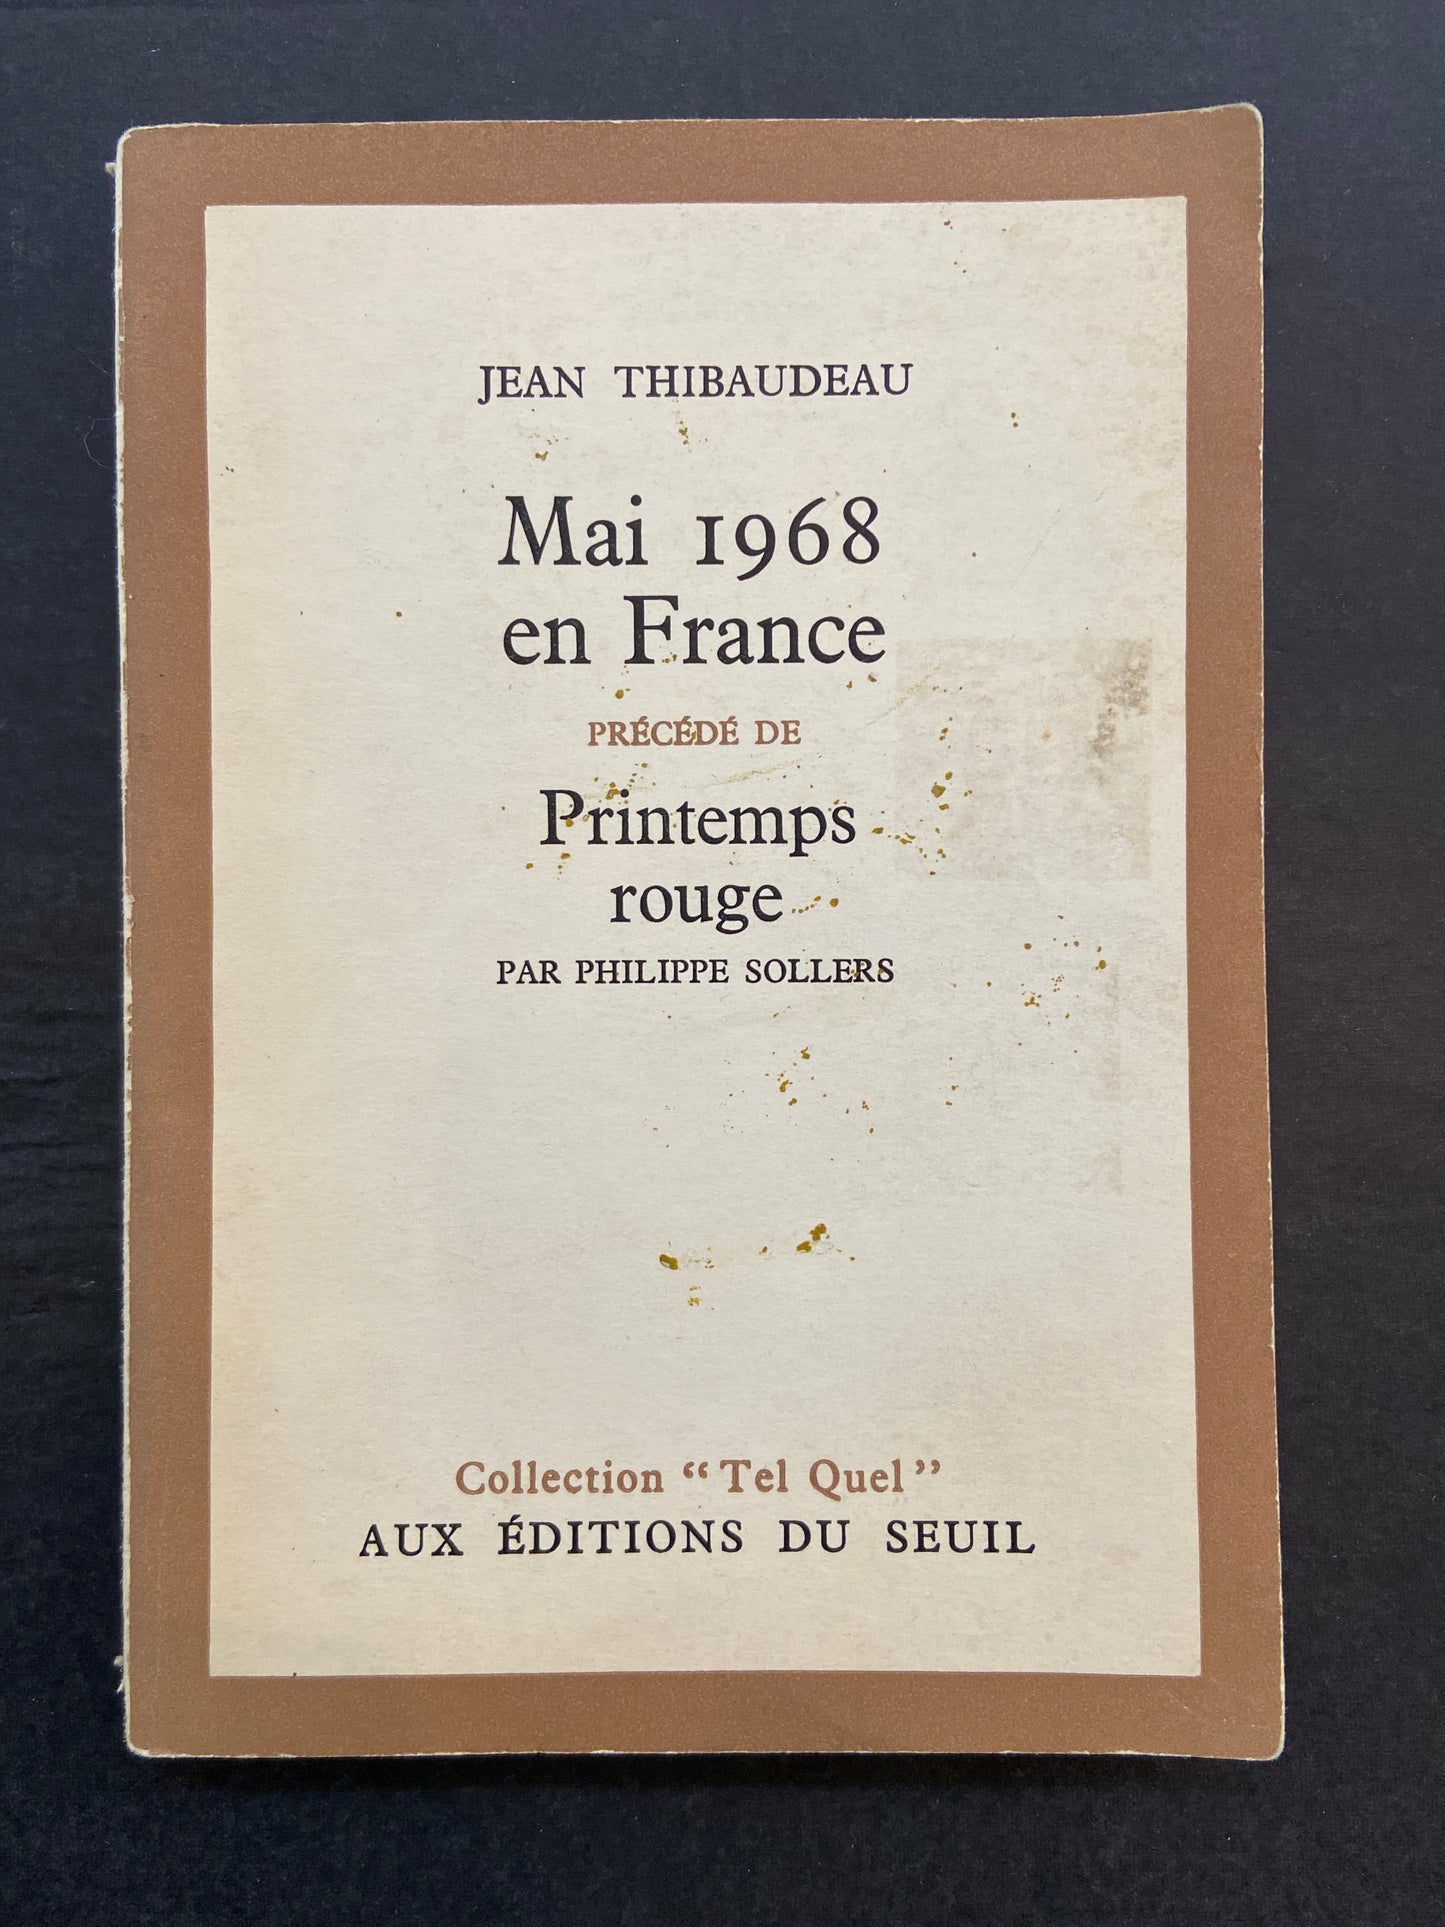 JEAN THIBAUDEAU
Mai 1968
en France
PRÉCÉDÉ DE
Printemps
rouge
PAR PHILIPPE SOLLERS
Collection “Tel Quel”
AUX ÉDITIONS DU SEUIL